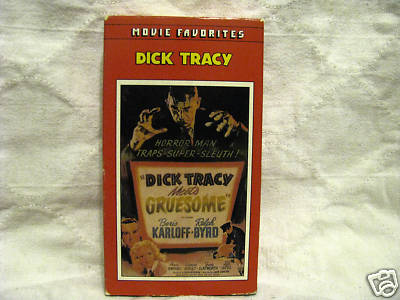 MOVIE FAVORITES
DICK TRACY
HORROR MAN
TRAPS SUPER-SLEUTH!
"DICK TRACY
Meets
GRUESOME"
Boris Ralph
KARLOFF-BYRD